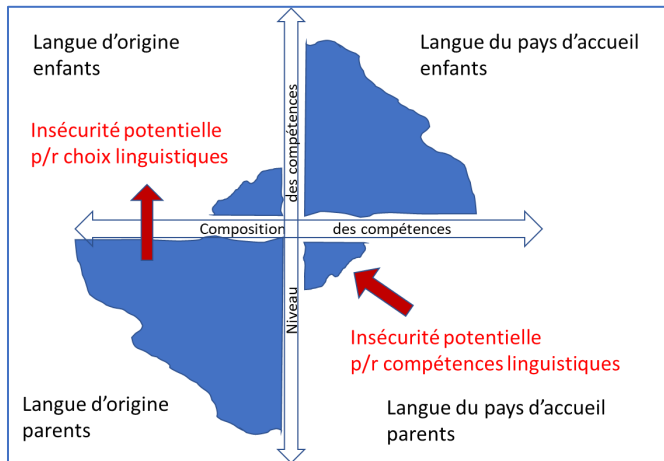 Langue d'origine
enfants
Langue du pays d'accueil
enfants
Insécurité potentielle
p/r choix linguistiques
des compétences
Composition
des compétences
Niveau
Insécurité potentielle
p/r compétences linguistiques
Langue d'origine
parents
Langue du pays d'accueil
parents